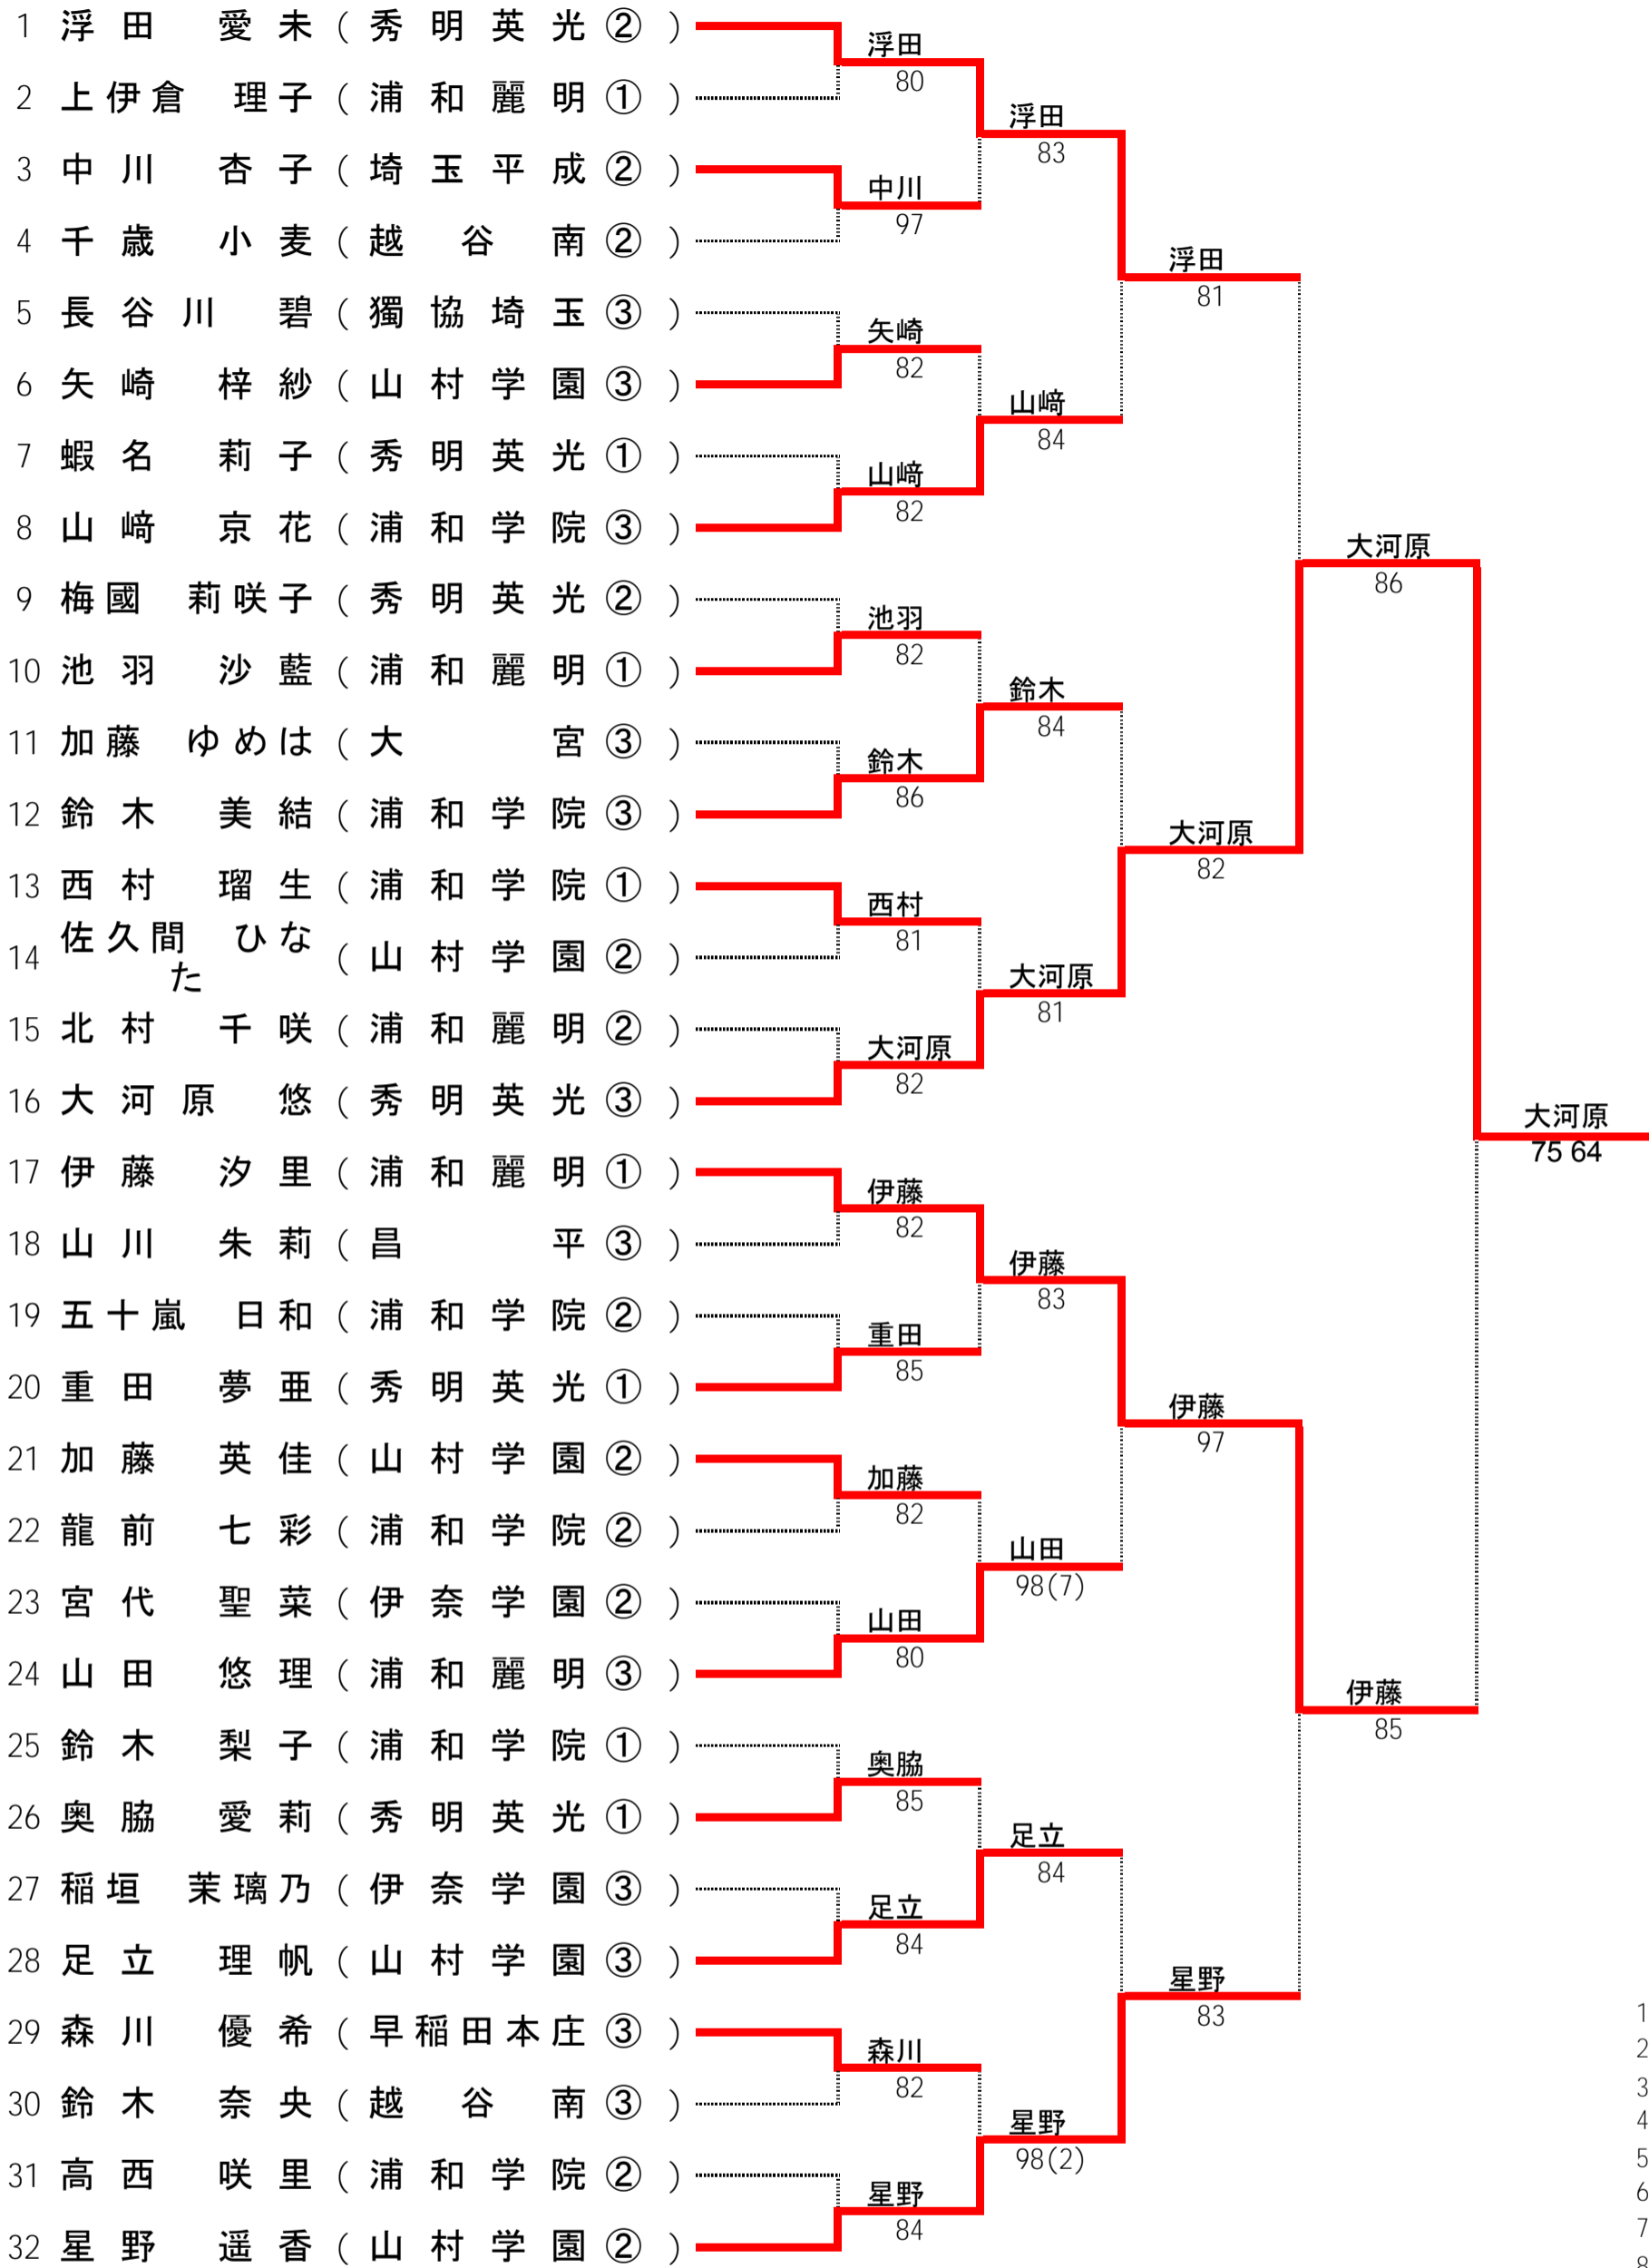 1 浮田 愛未(秀明英光②)
2 上伊倉 理子(浦和麗明①)
3 中川 杏子(埼玉平成②)
4 千歳 小麦(越谷南②)
5 長谷川 碧(獨協埼玉③)
6 矢崎 梓紗(山村学園③)
7 蝦名 莉子(秀明英光①)
8 山﨑 京花(浦和学院③)
9 梅國 莉咲子(秀明英光②)
10 池羽 沙藍(浦和麗明①)
11 加藤 ゆめは(大宮③)
12 鈴木 美結(浦和学院③)
13 西村 瑠生(浦和学院①)
14 佐久間 ひな
た(山村学園②)
15 北村 千咲(浦和麗明②)
16 大河原 悠(秀明英光③)
17 伊藤 汐里(浦和麗明①)
18 山川 朱莉(昌平③)
19 五十嵐 日和(浦和学院②)
20 重田 夢亜(秀明英光①)
21 加藤 英佳(山村学園②)
22 龍前 七彩(浦和学院②)
23 宮代 聖菜(伊奈学園②)
24 山田 悠理(浦和麗明③)
25 鈴木 梨子(浦和学院①)
26 奥脇 愛莉(秀明英光①)
27 稲垣 茉璃乃(伊奈学園③)
28 足立 理帆(山村学園③)
29 森川 優希(早稲田本庄③)
30 鈴木 奈央(越谷南③)
31 高西 咲里(浦和学院②)
32 星野 遥香(山村学園②)
浮田
80
中川
97
矢崎
82
山﨑
82
池羽
82
鈴木
86
西村
81
大河原
82
伊藤
82
重田
85
加藤
82
山田
80
奥脇
85
足立
84
森川
82
星野
84
浮田
83
山﨑
84
鈴木
84
大河原
81
伊藤
83
山田
98(7)
足立
84
星野
98(2)
浮田
81
大河原
82
伊藤
97
星野
83
大河原
86
伊藤
85
大河原
75 64
1
2
3
4
5
6
7
8